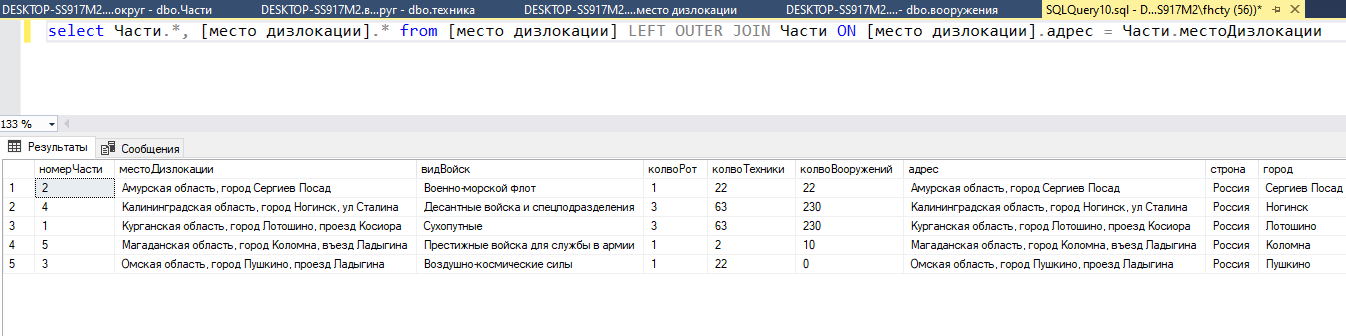 DESKTOP-SS917M2....округ - dbo.Части DESKTOP-SS917M2.в...руг - dbo.техника DESKTOP-SS917M2....место дизлокации DESKTOP-SS917M2....- dbo.вооружения SQLQuery10.sql - D...S917M2\fhcty (56))*
select Части.*, [место дизлокации].* from [место дизлокации] LEFT OUTER JOIN Части ON [место дизлокации].адрес = Части.местоДизлокации
133 %
Результаты Сообщения
номерЧасти местоДизлокации видВойск колвоРот колвоТехники колвоВооружений адрес строна город
1 2 Амурская область, город Сергиев Посад Военно-морской флот 1 22 22 Амурская область, город Сергиев Посад Россия Сергиев Посад
2 4 Калининградская область, город Ногинск, ул Сталина Десантные войска и спецподразделения 3 63 230 Калининградская область, город Ногинск, ул Сталина Россия Ногинск
3 1 Курганская область, город Лотошино, проезд Косиора Сухопутные 3 63 230 Курганская область, город Лотошино, проезд Косиора Россия Лотошино
4 5 Магаданская область, город Коломна, въезд Ладыгина Престижные войска для службы в армии 1 2 10 Магаданская область, город Коломна, въезд Ладыгина Россия Коломна
5 3 Омская область, город Пушкино, проезд Ладыгина Воздушно-космические силы 1 22 0 Омская область, город Пушкино, проезд Ладыгина Россия Пушкино